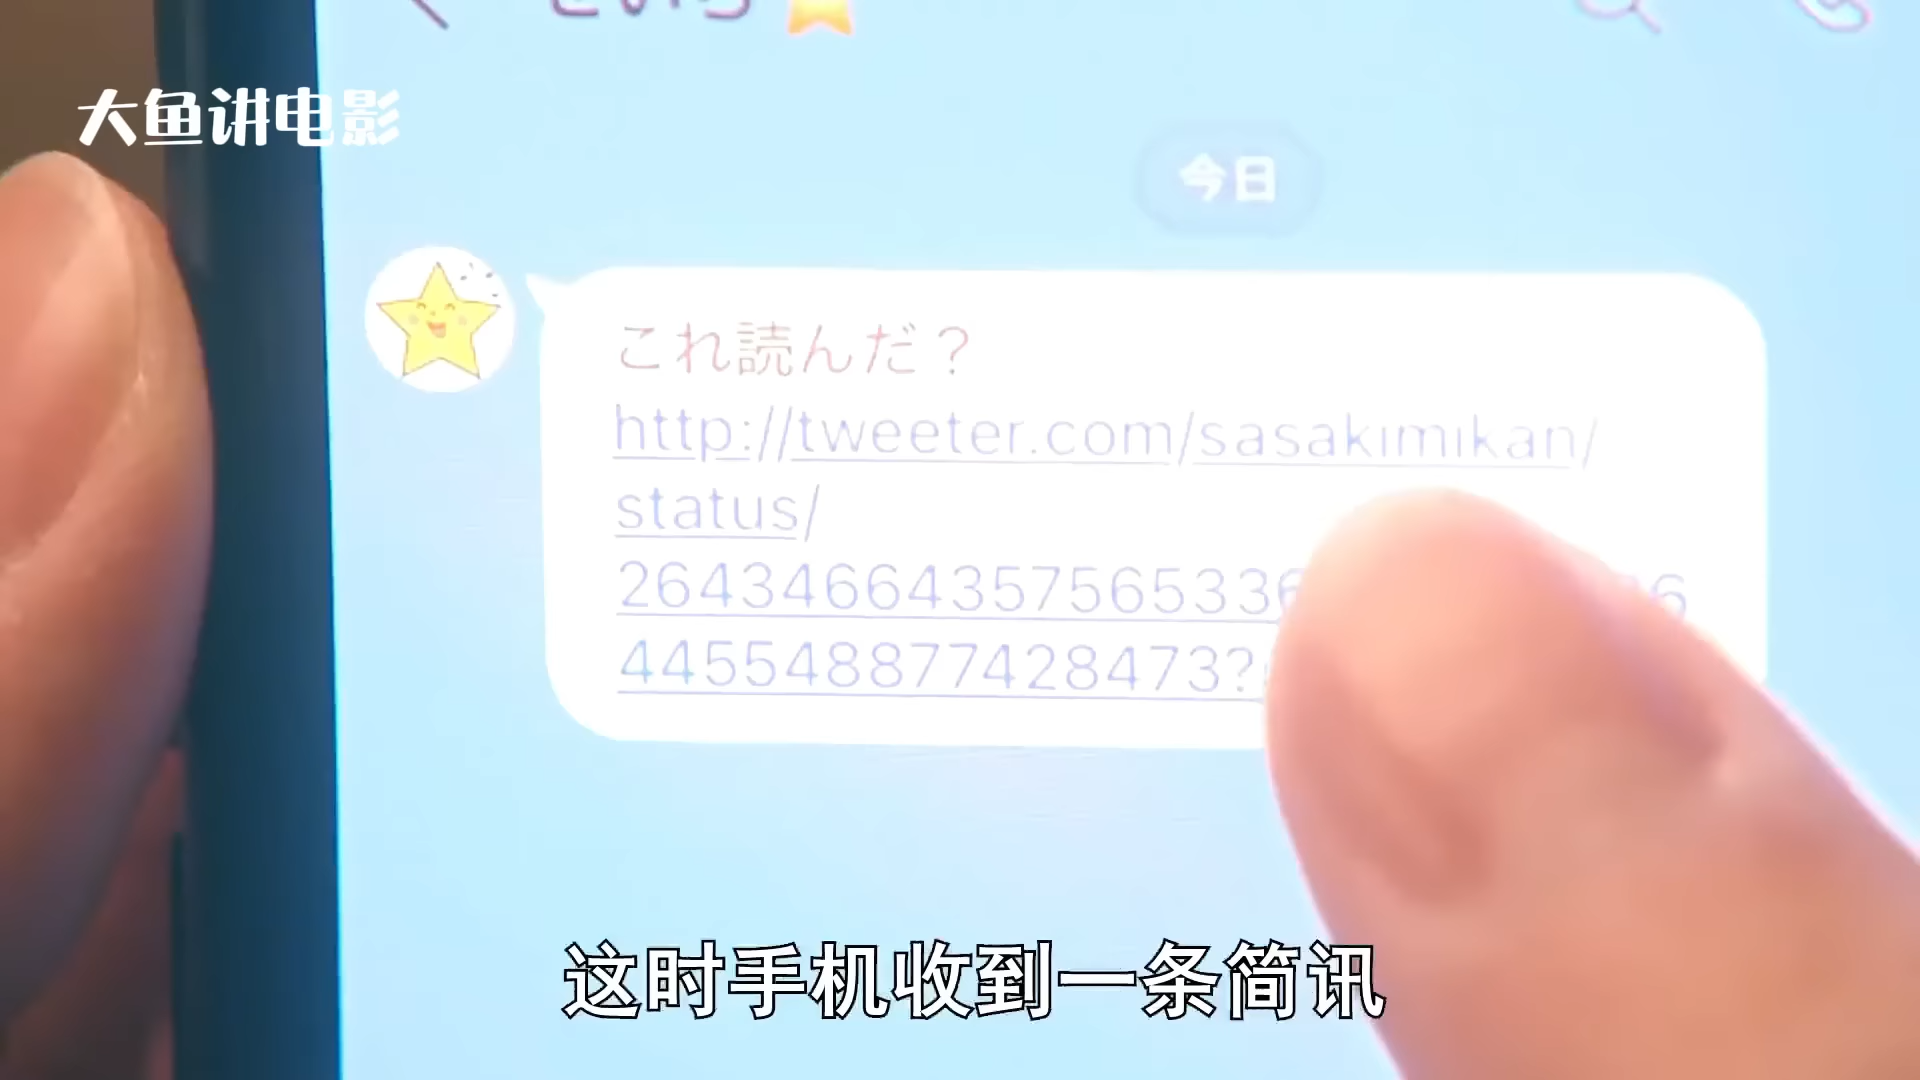 大鱼讲电影
今日
これ読んだ？
http://tweeter.com/sasakimikan/
status/
2643466435756533
445548877428473?
这时手机收到一条简讯